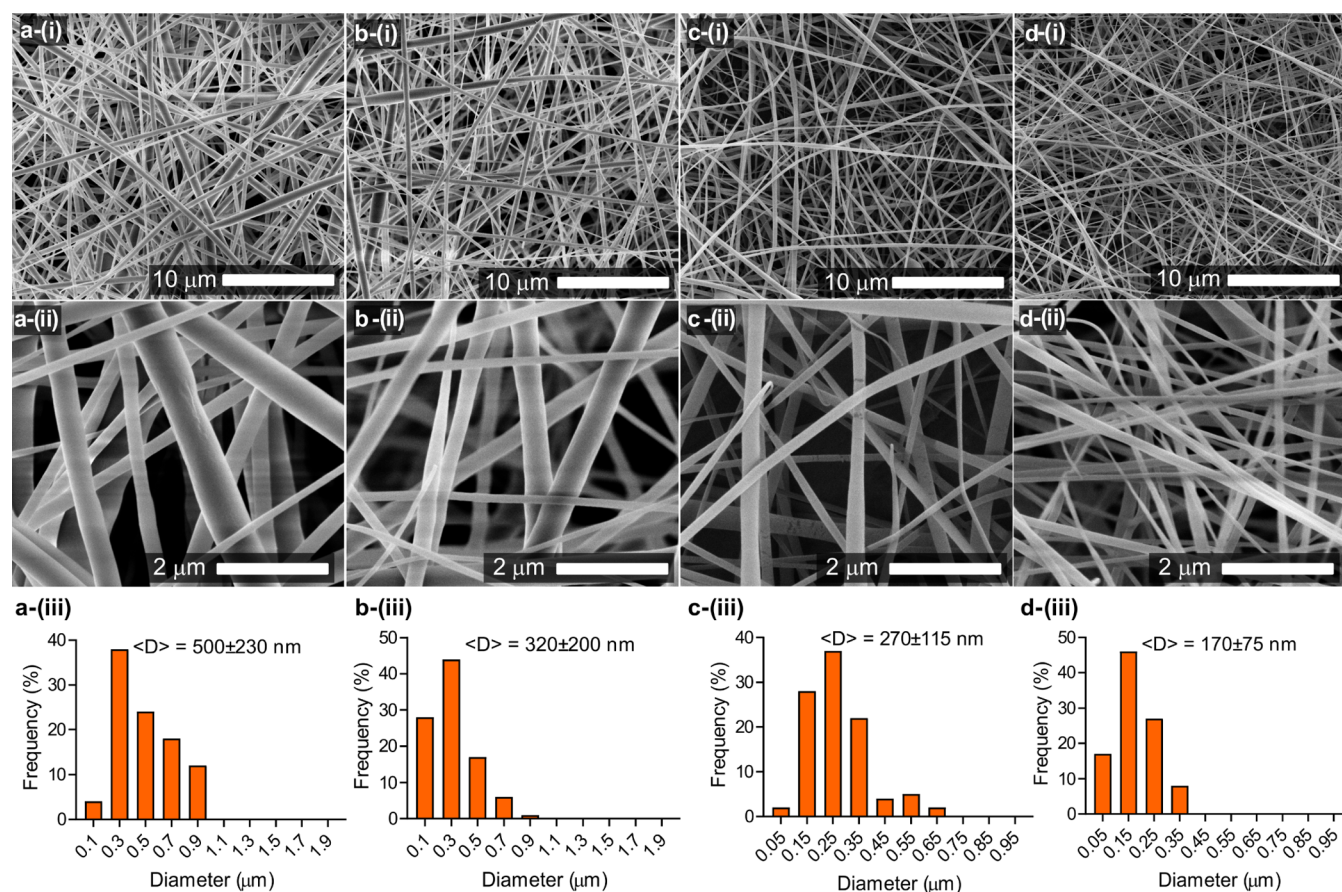 a-(i)
b-(i)
c-(i)
d-(i)
10 μm
10 μm
10 μm
10 μm
a-(ii)
b-(ii)
c-(ii)
d-(ii)
2 μm
2 μm
2 μm
2 μm
a-(iii)
b-(iii)
c-(iii)
d-(iii)
<D> = 500±230 nm
Frequency (%)
40
30
20
10
0
0.1 0.3 0.5 0.7 0.9 1.1 1.3 1.5 1.7 1.9
Diameter (μm)
<D> = 320±200 nm
Frequency (%)
50
40
30
20
10
0
0.1 0.3 0.5 0.7 0.9 1.1 1.3 1.5 1.7 1.9
Diameter (μm)
<D> = 270±115 nm
Frequency (%)
40
30
20
10
0
0.05 0.15 0.25 0.35 0.45 0.55 0.65 0.75 0.85 0.95
Diameter (μm)
<D> = 170±75 nm
Frequency (%)
50
40
30
20
10
0
0.05 0.15 0.25 0.35 0.45 0.55 0.65 0.75 0.85 0.95
Diameter (μm)